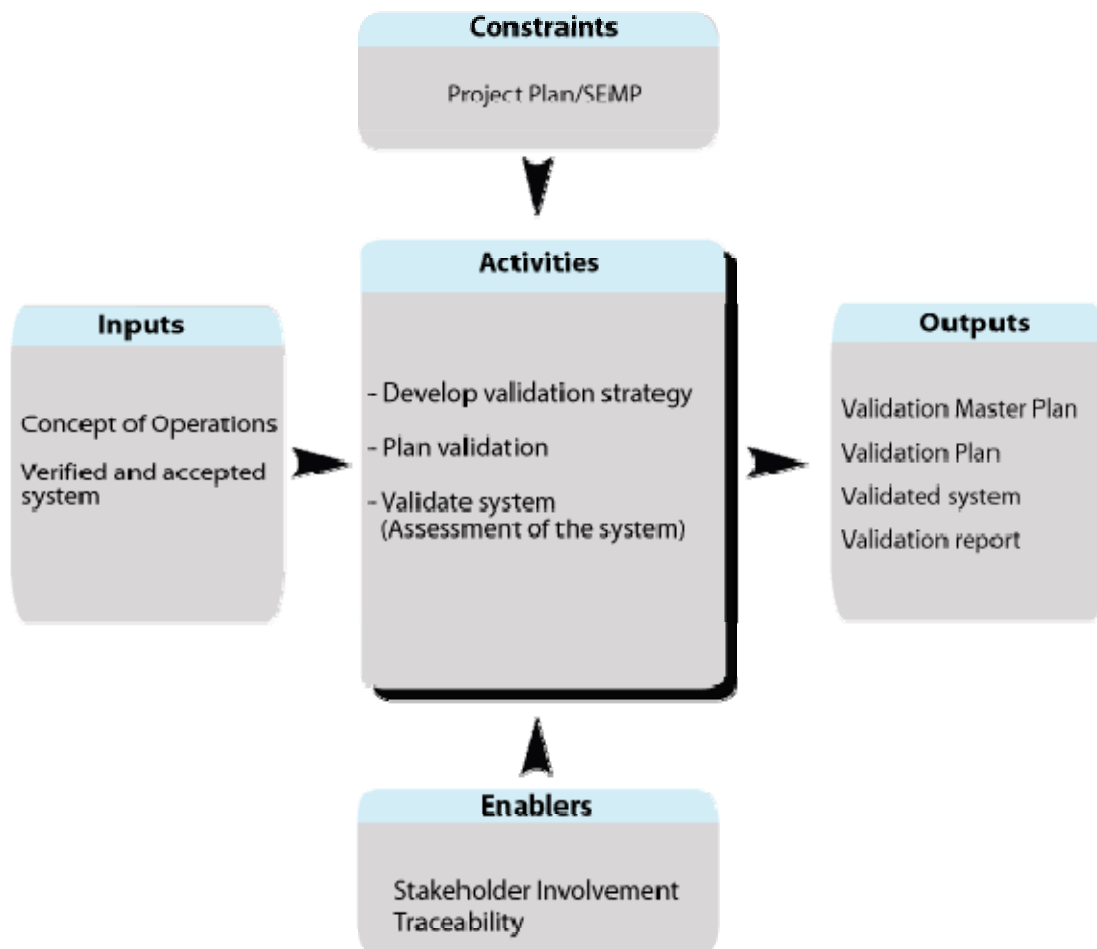 Constraints
Project Plan/SEMP
Activities
- Develop validation strategy
- Plan validation
- Validate system
(Assessment of the system)
Inputs
Concept of Operations
Verified and accepted
system
Outputs
Validation Master Plan
Validation Plan
Validated system
Validation report
Enablers
Stakeholder Involvement
Traceability